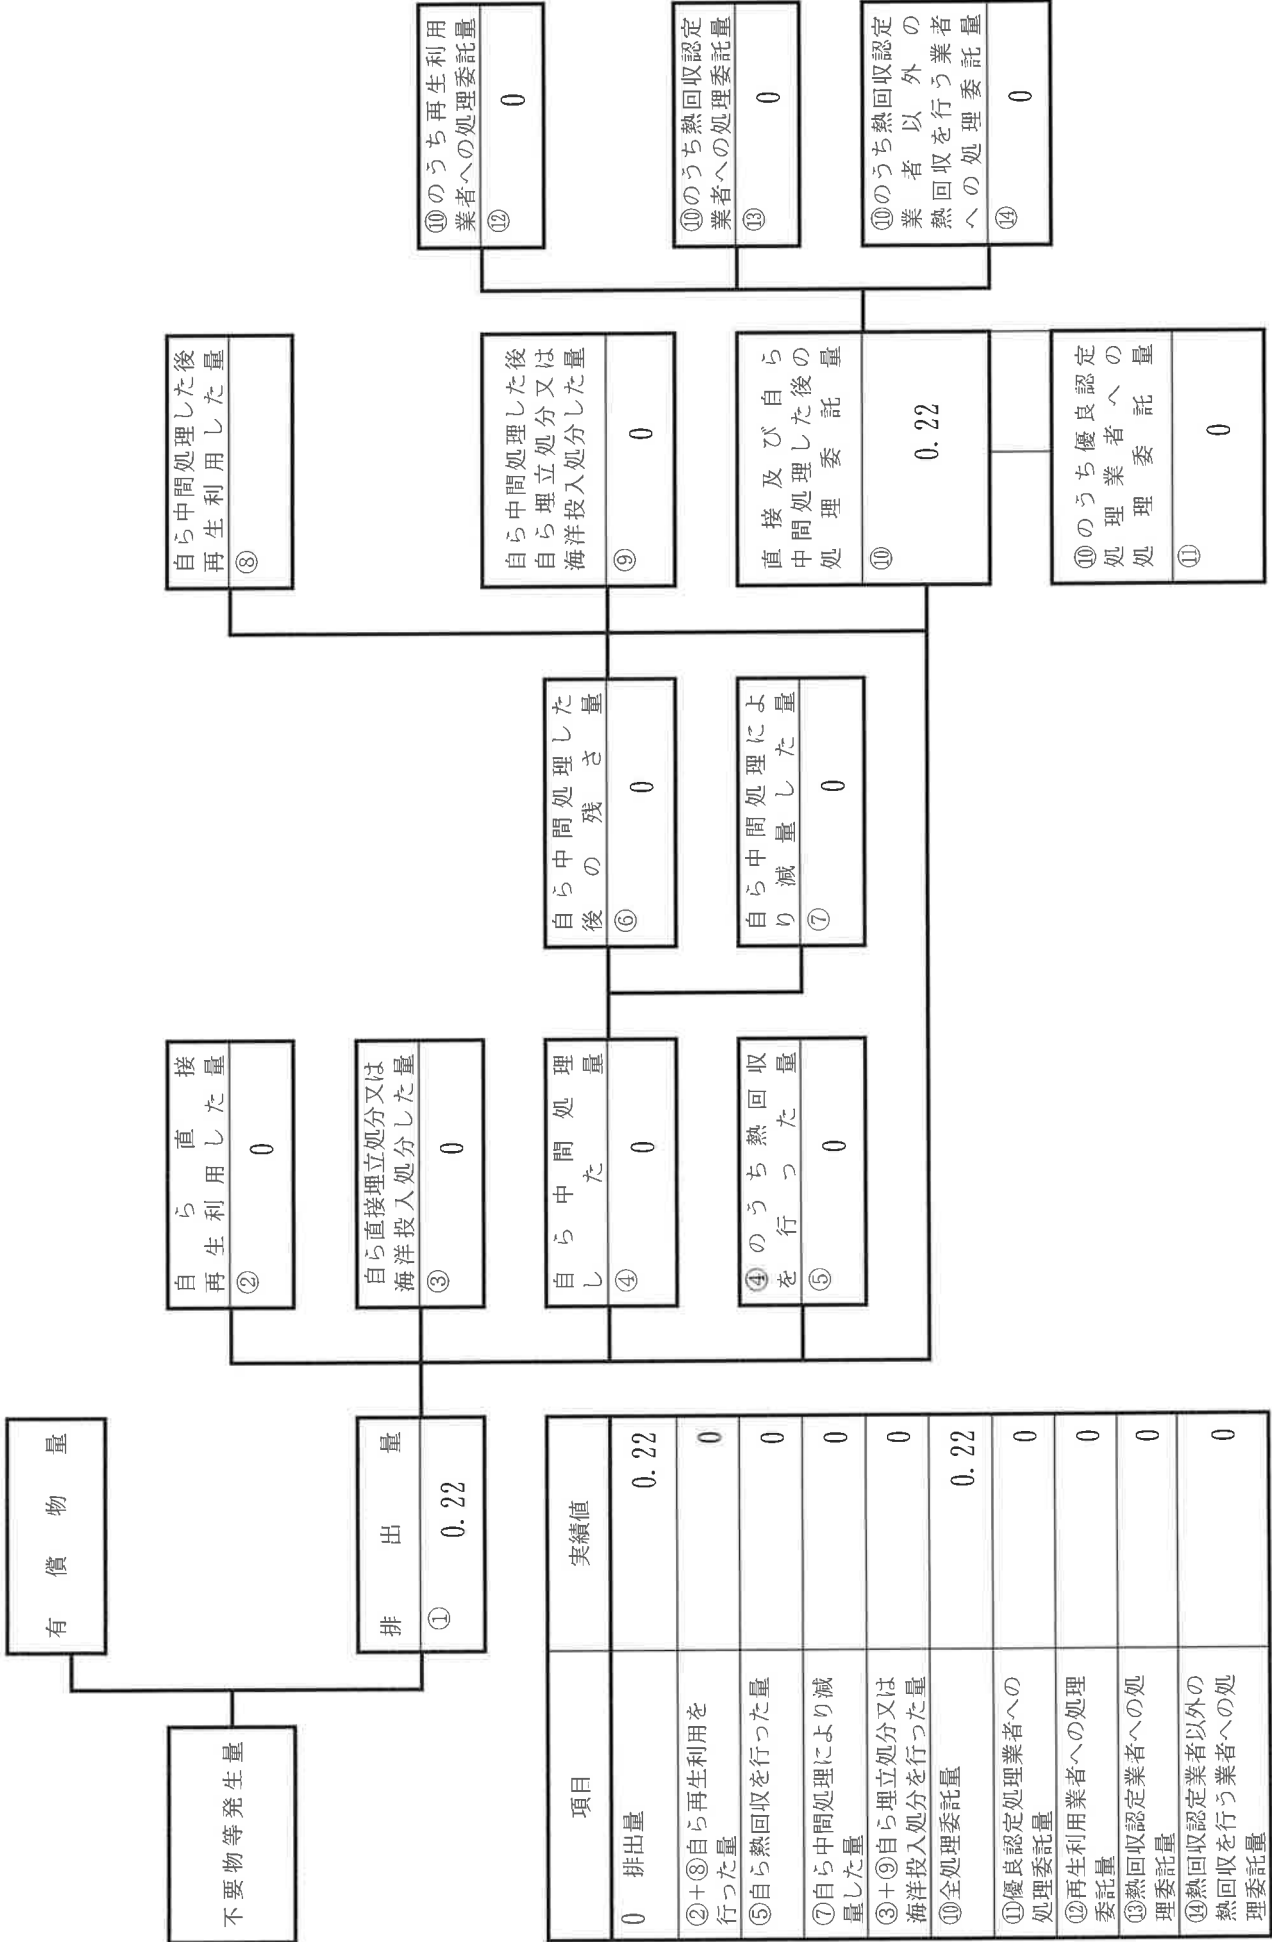 有償物量
不要物等発生量
排出量
①
0.22
自ら直接
再生利用した量
②
0
自ら直接埋立処分又は
海洋投入処分した量
③
0
自ら中間処理
した量
④
0
④のうち熱回収
を行った量
⑤
0
自ら中間処理した
後の残さ量
⑥
0
自ら中間処理によ
り減量した量
⑦
0
自ら中間処理した後
再生利用した量
⑧
自ら中間処理した後
自ら埋立処分又は
海洋投入処分した量
⑨
0
直接及び自ら
中間処理した後の
処理委託量
⑩
0.22
⑩のうち優良認定
処理業者への
処理委託量
⑪
0
⑩のうち再生利用
業者への処理委託量
⑫
0
⑩のうち熱回収認定
業者への処理委託量
⑬
0
⑩のうち熱回収認定
業者以外の
熱回収を行う業者
への処理委託量
⑭
0
項目 実績値
0 排出量 0.22
②+⑧自ら再生利用を
行った量 0
⑤自ら熱回収を行った量 0
⑦自ら中間処理により減
量した量 0
③+⑨自ら埋立処分又は
海洋投入処分を行った量 0
⑩全処理委託量 0.22
⑪優良認定処理業者への
処理委託量 0
⑫再生利用業者への処理
委託量 0
⑬熱回収認定業者への処
理委託量 0
⑭熱回収認定業者以外の
熱回収を行う業者への処
理委託量 0